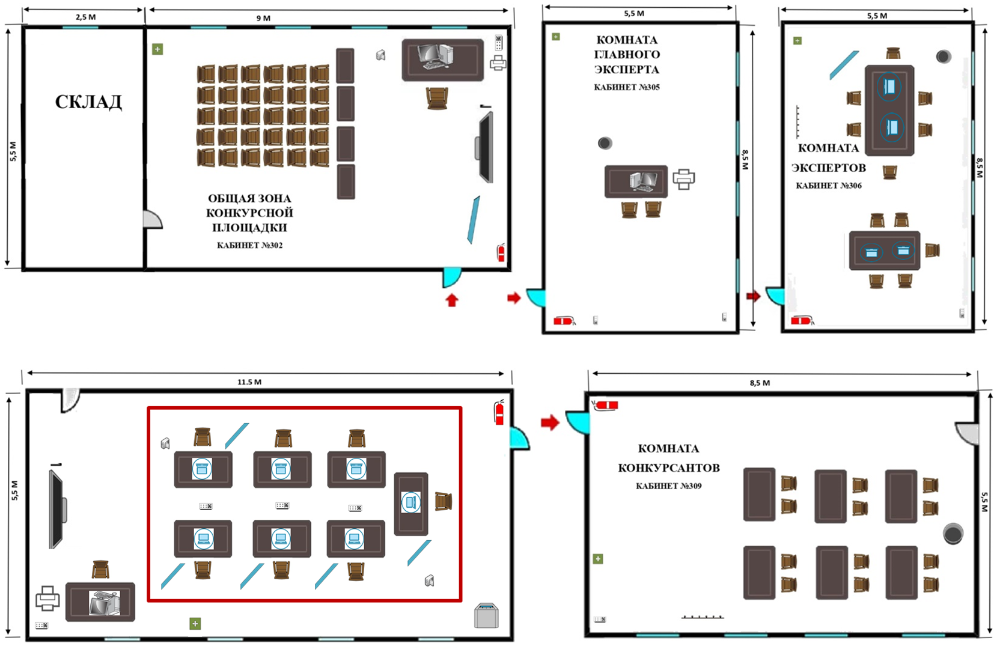 2,5 М
9 М
5,5 М
5,5 М
5,5 М
СКЛАД
ОБЩАЯ ЗОНА
КОНКУРСНОЙ
ПЛОЩАДКИ
КАБИНЕТ №302
КОМНАТА
ГЛАВНОГО
ЭКСПЕРТА
КАБИНЕТ №305
8,5 М
КОМНАТА
ЭКСПЕРТОВ
КАБИНЕТ №306
8,5 М
11.5 М
5,5 М
8,5 М
КОМНАТА
КОНКУРСАНТОВ
КАБИНЕТ №309
5,5 М